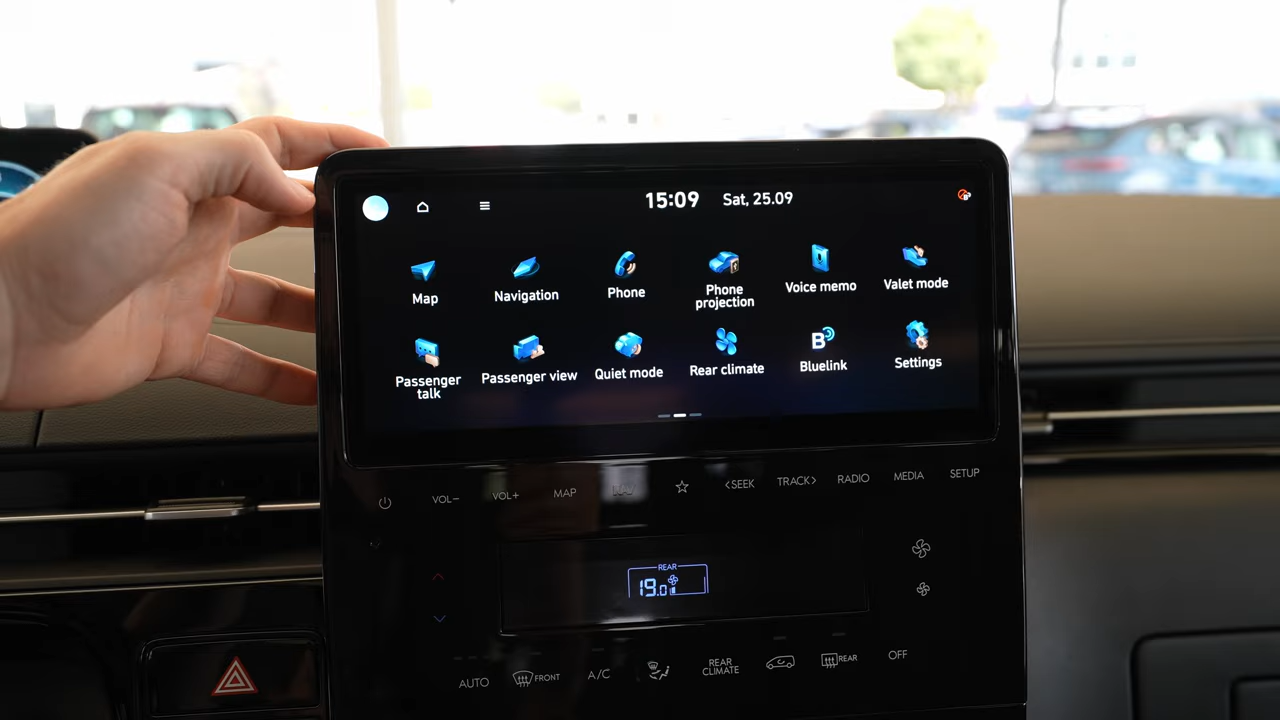 15:09 Sat, 25.09
Map Navigation Phone Phone projection Voice memo Valet mode
Passenger talk Passenger view Quiet mode Rear climate Bluelink Settings
VOL− VOL+ MAP NAV <SEEK TRACK> RADIO MEDIA SETUP
REAR
19.0
AUTO FRONT A/C REAR CLIMATE REAR OFF